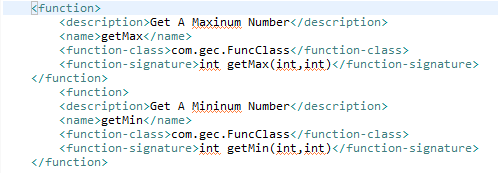 <function>
<description>Get A Maxinum Number</description>
<name>getMax</name>
<function-class>com.gec.FuncClass</function-class>
<function-signature>int getMax(int,int)</function-signature>
</function>
<function>
<description>Get A Mininum Number</description>
<name>getMin</name>
<function-class>com.gec.FuncClass</function-class>
<function-signature>int getMin(int,int)</function-signature>
</function>